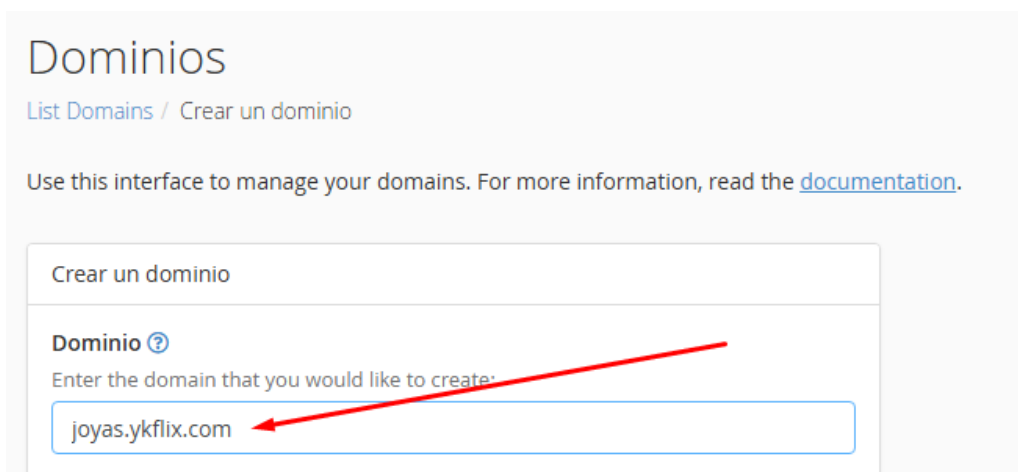 Dominios
List Domains / Crear un dominio
Use this interface to manage your domains. For more information, read the documentation.
Crear un dominio
Dominio ?
Enter the domain that you would like to create:
joyas.ykflix.com